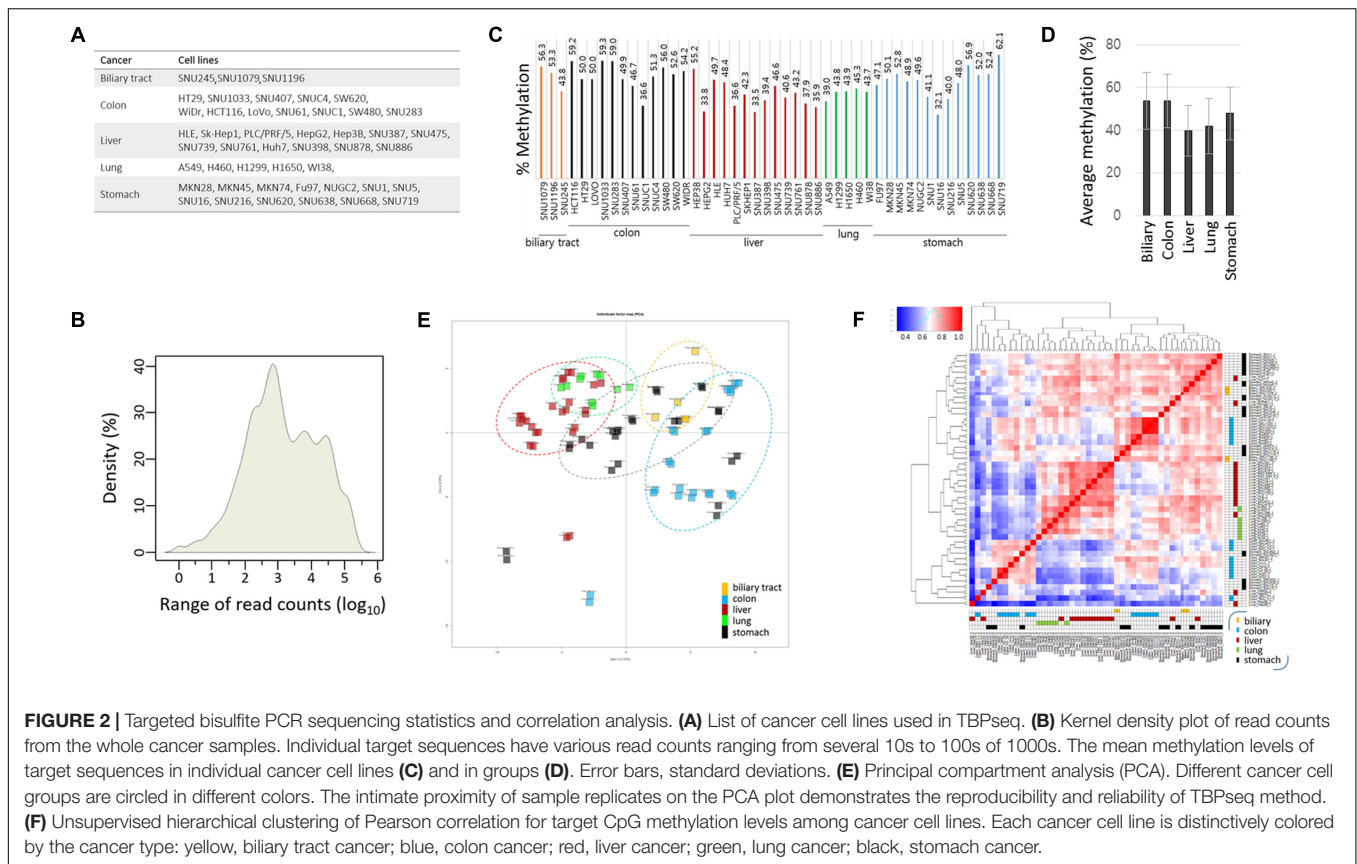 A
Cancer Cell lines
Biliary tract SNU245,SNU1079,SNU1196
Colon HT29, SNU1033, SNU407, SNUC4, SW620,
WiDr, HCT116, LoVo, SNU61, SNUC1, SW480, SNU283
Liver HLE, Sk-Hep1, PLC/PRF/5, HepG2, Hep3B, SNU387, SNU475,
SNU739, SNU761, Huh7, SNU398, SNU878, SNU886
Lung A549, H460, H1299, H1650, WI38,
Stomach MKN28, MKN45, MKN74, Fu97, NUGC2, SNU1, SNU5,
SNU16, SNU216, SNU620, SNU638, SNU668, SNU719
C
% Methylation
56.3 53.3 43.8 59.2 50.0 50.0 59.3 59.0 49.9 46.7 36.6 51.3 56.0 52.6 54.2 55.2 33.8 49.7 48.4 36.6 42.3 33.5 39.4 46.6 40.6 43.2 37.9 35.9 39.0 43.8 43.9 45.3 43.7 47.1 50.1 52.8 48.9 49.6 41.1 32.1 40.0 48.0 56.9 52.0 52.4 62.1
SNU1079 SNU1196 SNU245 HCT116 HT29 LOVO SNU1033 SNU283 SNU407 SNU61 SNUC1 SNUC4 SW480 SW620 WIDR HEP3B HEPG2 HLE HUH7 PLC/PRF/5 SKHEP1 SNU387 SNU398 SNU475 SNU739 SNU761 SNU878 SNU886 A549 H1299 H1650 H460 WI38 FU97 MKN28 MKN45 MKN74 NUGC2 SNU1 SNU16 SNU216 SNU5 SNU620 SNU638 SNU668 SNU719
biliary tract colon liver lung stomach
D
Average methylation (%)
80
60
40
20
0
Biliary Colon Liver Lung Stomach
B
Density (%)
40
30
20
10
0
0 1 2 3 4 5 6
Range of read counts (log10)
E
Individuals factor map (PCA)
biliary tract
colon
liver
lung
stomach
F
0.4 0.6 0.8 1.0
biliary
colon
liver
lung
stomach
FIGURE 2 | Targeted bisulfite PCR sequencing statistics and correlation analysis. (A) List of cancer cell lines used in TBPseq. (B) Kernel density plot of read counts
from the whole cancer samples. Individual target sequences have various read counts ranging from several 10s to 100s of 1000s. The mean methylation levels of
target sequences in individual cancer cell lines (C) and in groups (D). Error bars, standard deviations. (E) Principal compartment analysis (PCA). Different cancer cell
groups are circled in different colors. The intimate proximity of sample replicates on the PCA plot demonstrates the reproducibility and reliability of TBPseq method.
(F) Unsupervised hierarchical clustering of Pearson correlation for target CpG methylation levels among cancer cell lines. Each cancer cell line is distinctively colored
by the cancer type: yellow, biliary tract cancer; blue, colon cancer; red, liver cancer; green, lung cancer; black, stomach cancer.